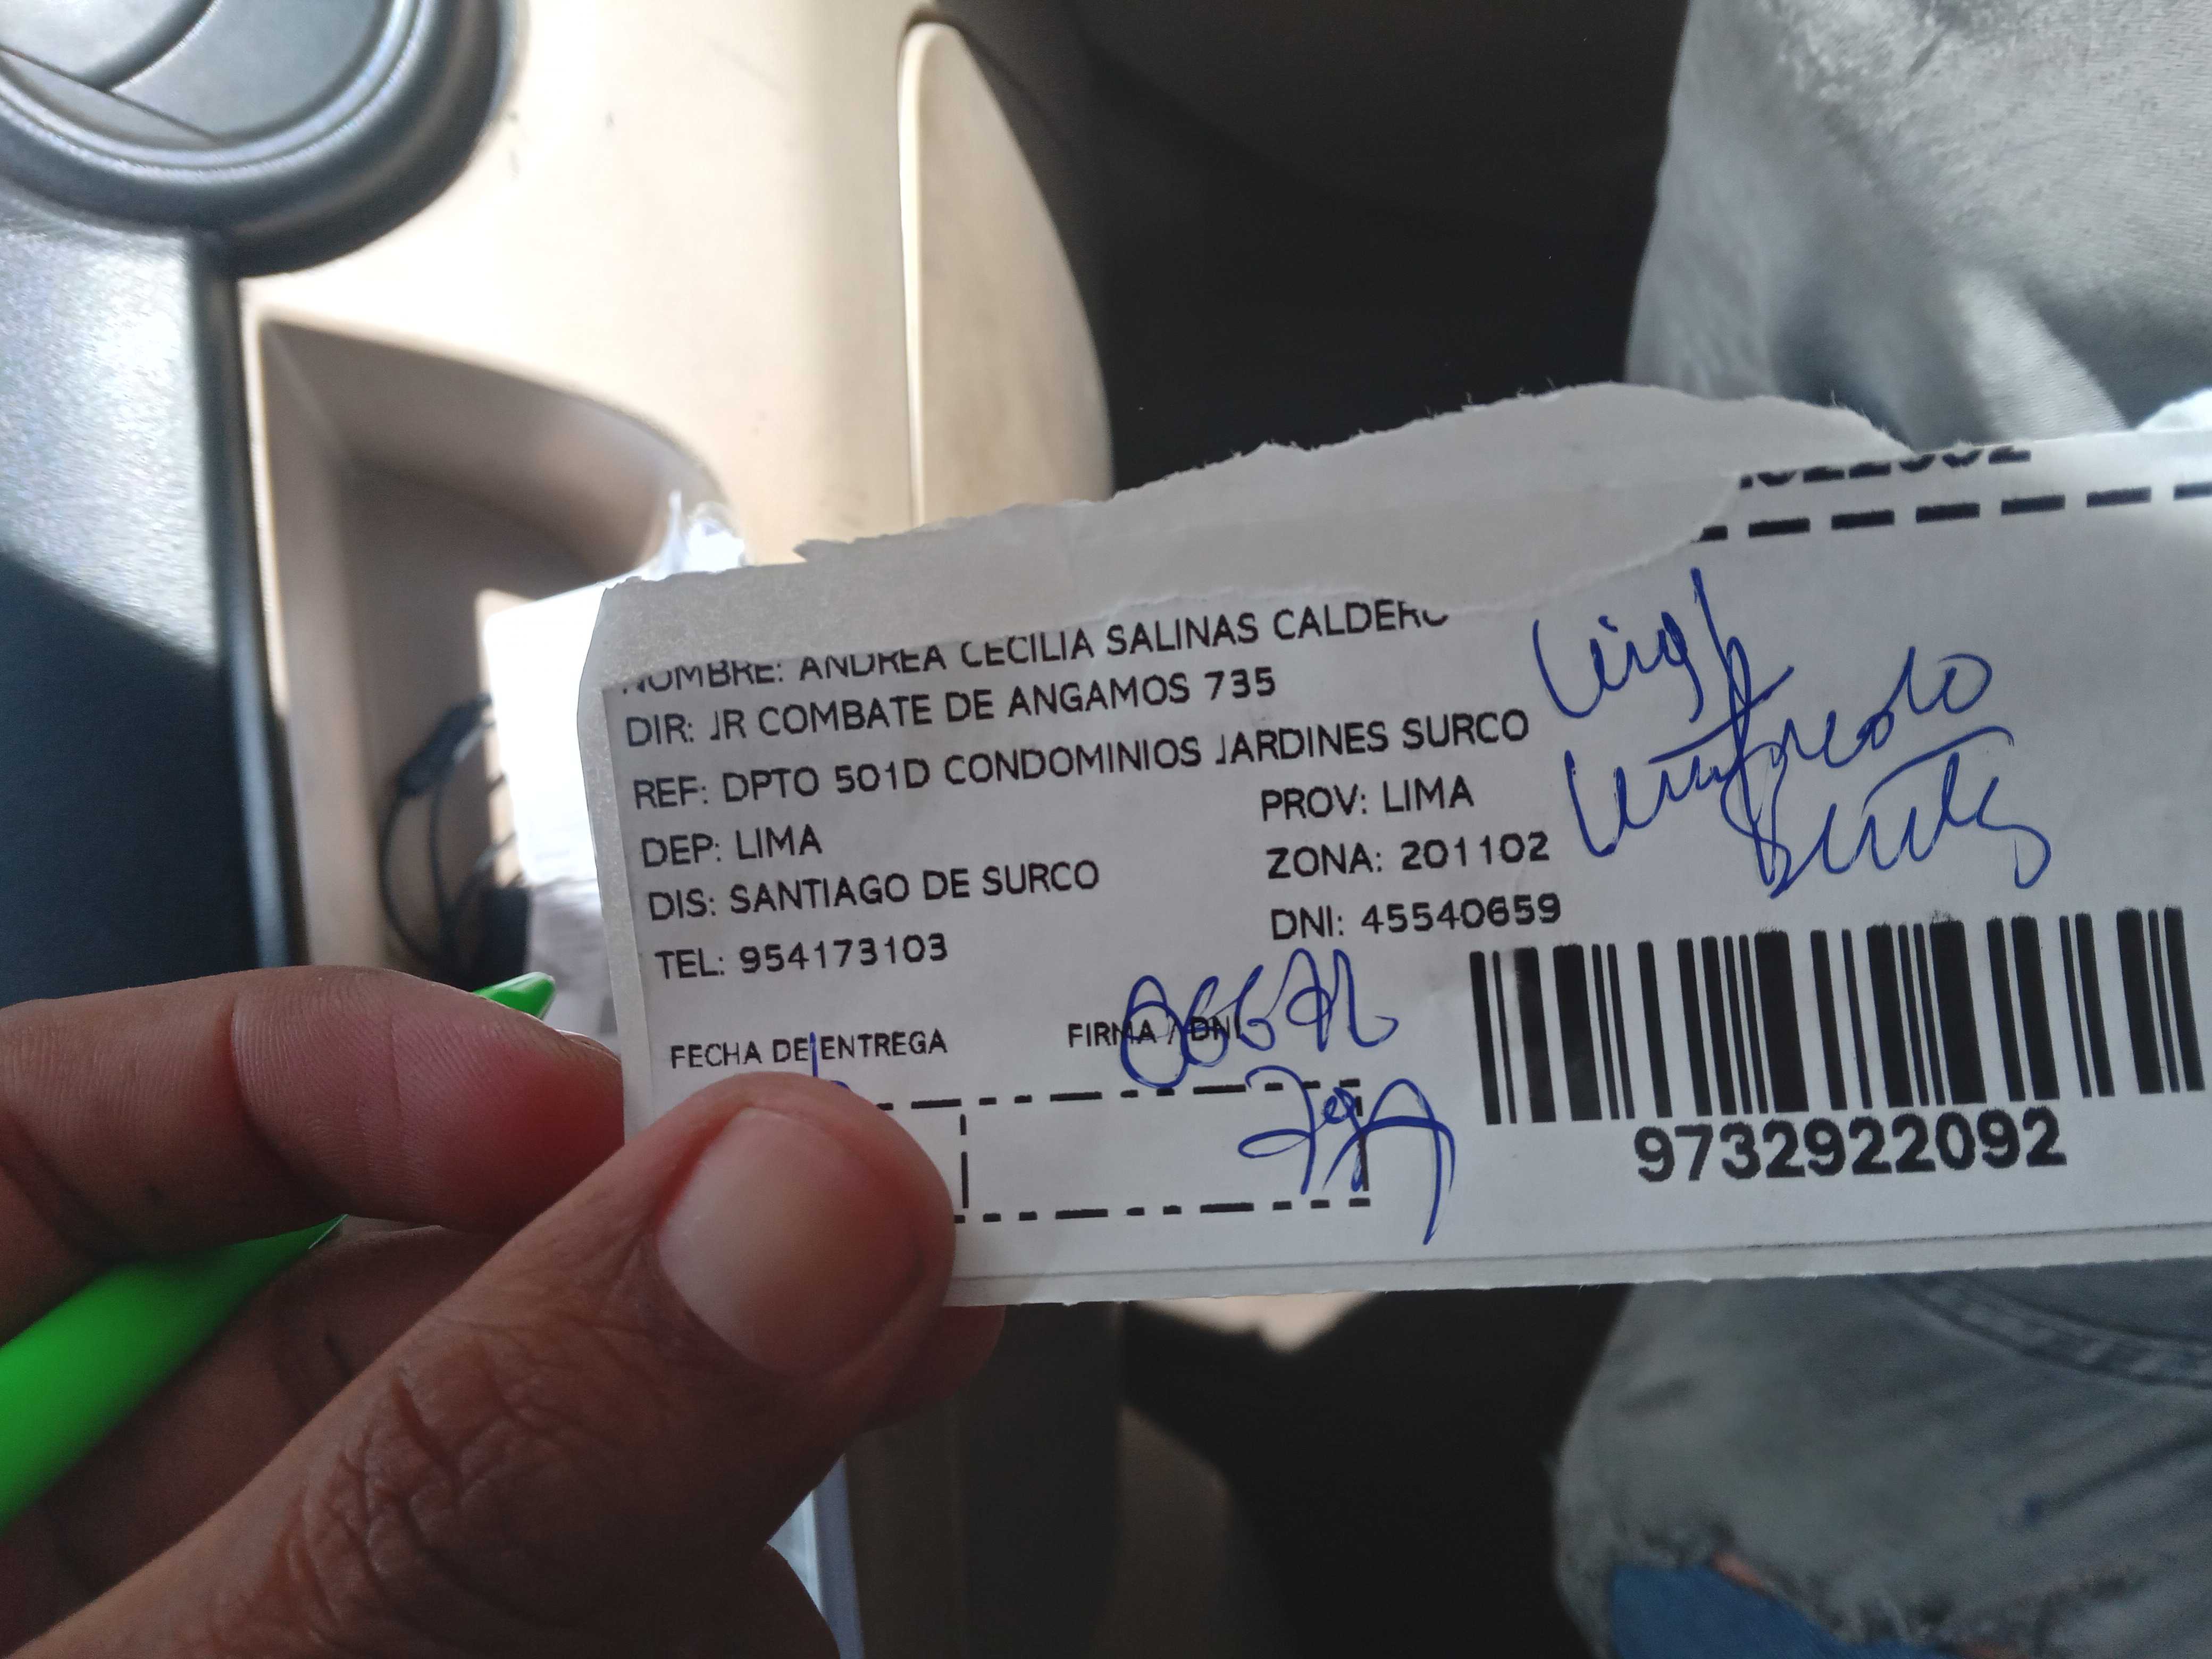 NOMBRE: ANDREA CECILIA SALINAS CALDERO
DIR: JR COMBATE DE ANGAMOS 735
REF: DPTO 501D CONDOMINIOS JARDINES SURCO
DEP: LIMA PROV: LIMA
DIS: SANTIAGO DE SURCO ZONA: 201102
TEL: 954173103 DNI: 45540659
FECHA DE ENTREGA FIRMA / DNI
9732922092